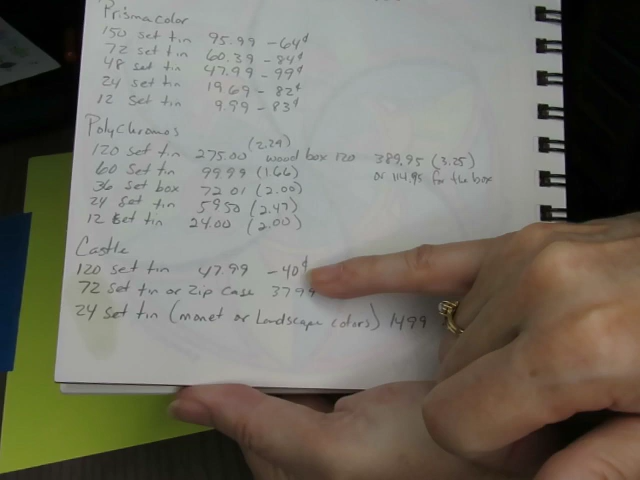 Prismacolor
150 set tin 95.99 - 64¢
72 set tin 60.39 - 84¢
48 set tin 47.99 - 99¢
24 set tin 19.69 - 82¢
12 set tin 9.99 - 83¢
Polychromos
120 set tin 275.00 (2.29) wood box 120 389.95 (3.25)
60 set tin 99.99 (1.66) or 114.95 for the box
36 set box 72.01 (2.00)
24 set tin 59.50 (2.47)
12 set tin 24.00 (2.00)
Castle
120 set tin 47.99 - 40¢
72 set tin or zip case 3799
24 set tin (monet or Landscape colors) 1499